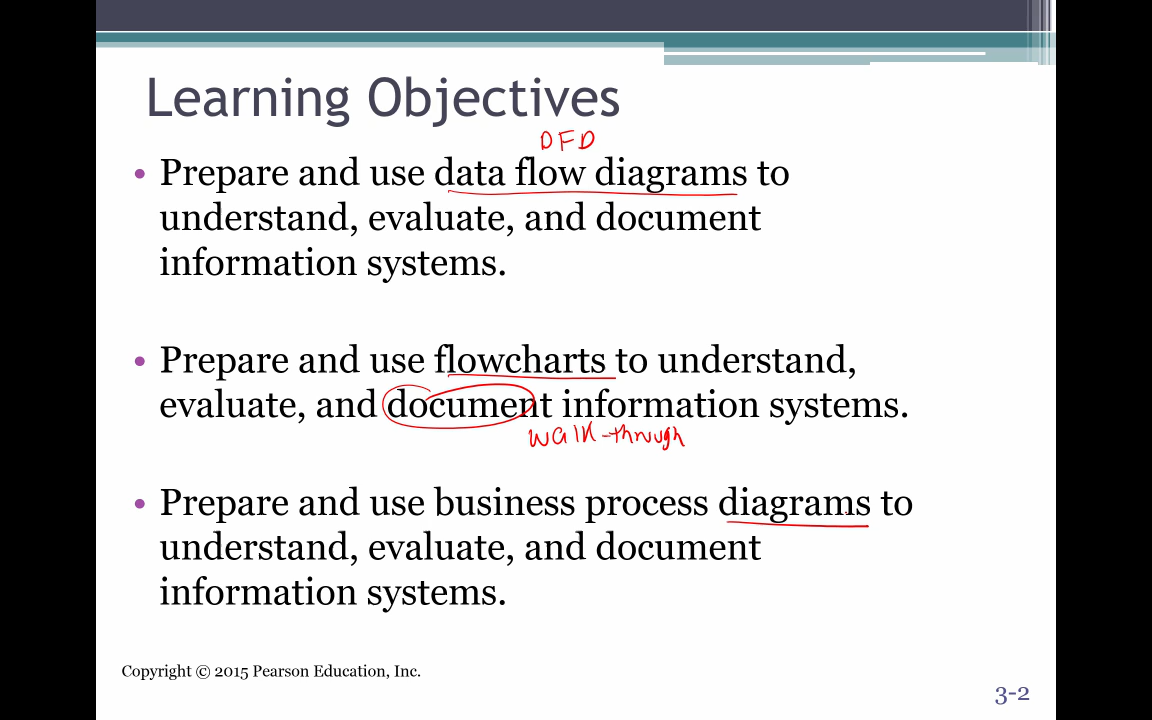 Learning Objectives
DFD
• Prepare and use data flow diagrams to
understand, evaluate, and document
information systems.
• Prepare and use flowcharts to understand,
evaluate, and document information systems.
walk-through
• Prepare and use business process diagrams to
understand, evaluate, and document
information systems.
Copyright © 2015 Pearson Education, Inc.
3-2